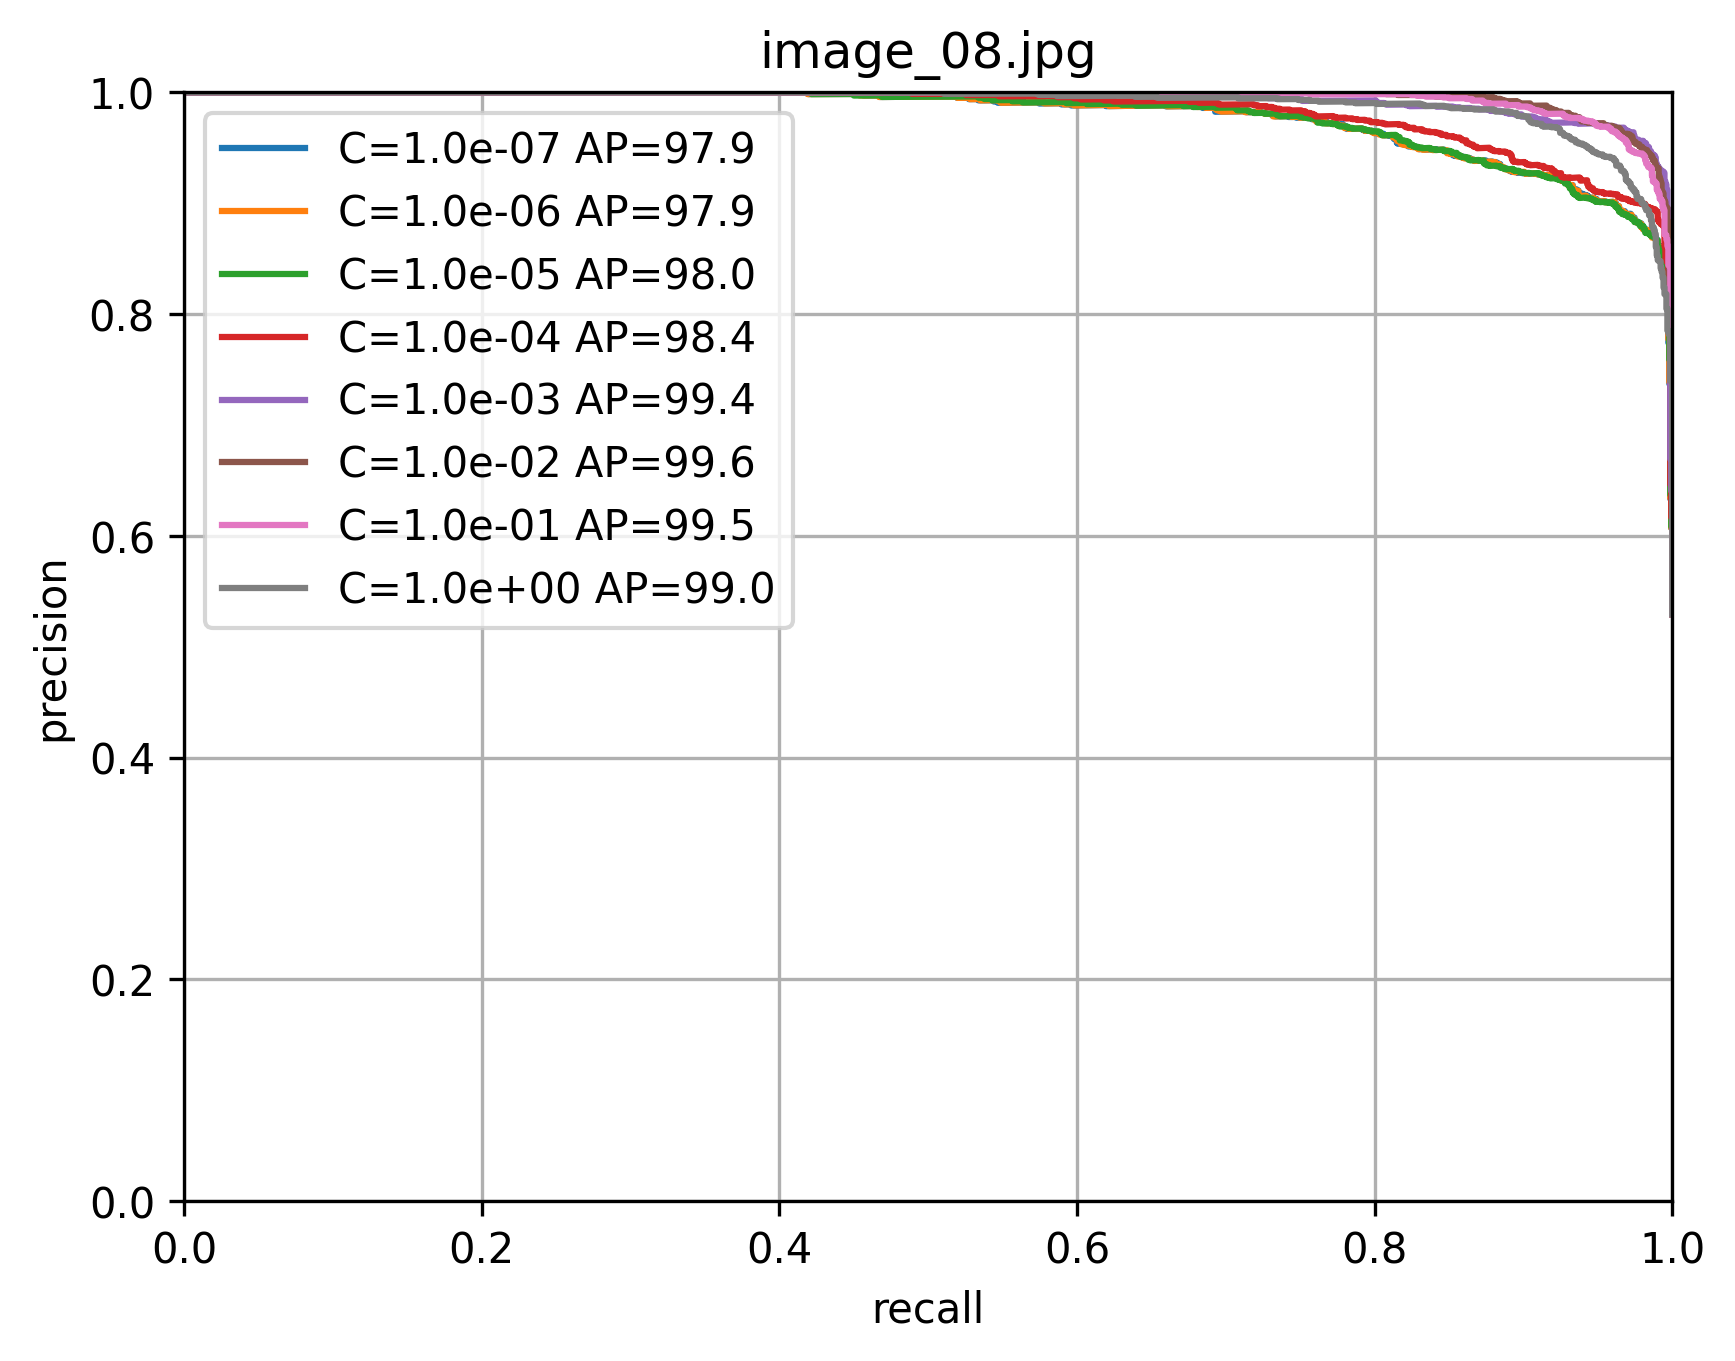 image_08.jpg
1.0
0.8
0.6
0.4
0.2
0.0
precision
C=1.0e-07 AP=97.9
C=1.0e-06 AP=97.9
C=1.0e-05 AP=98.0
C=1.0e-04 AP=98.4
C=1.0e-03 AP=99.4
C=1.0e-02 AP=99.6
C=1.0e-01 AP=99.5
C=1.0e+00 AP=99.0
0.0 0.2 0.4 0.6 0.8 1.0
recall